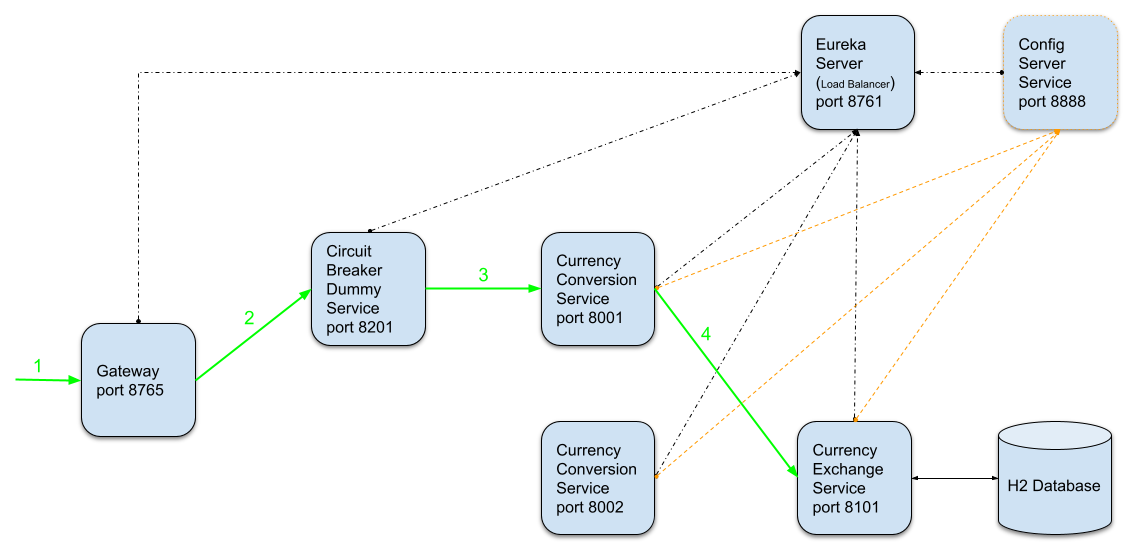 Eureka
Server
(Load Balancer)
port 8761
Config
Server
Service
port 8888
Circuit
Breaker
Dummy
Service
port 8201
3
Currency
Conversion
Service
port 8001
2
4
1
Gateway
port 8765
Currency
Conversion
Service
port 8002
Currency
Exchange
Service
port 8101
H2 Database